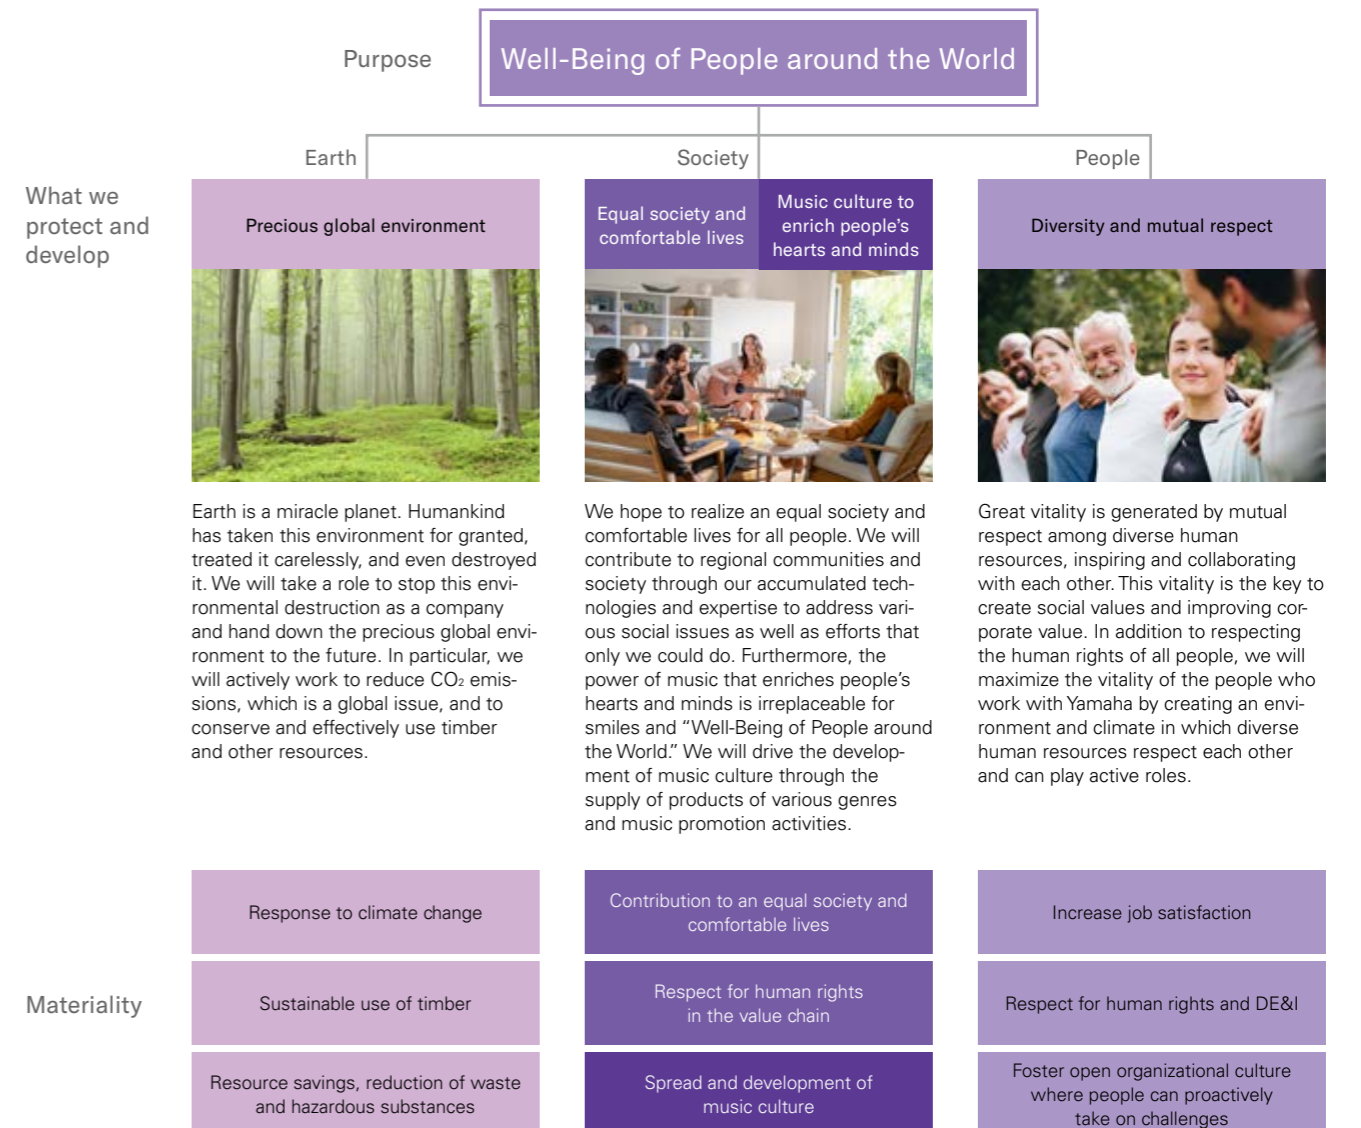 Purpose
Well-Being of People around the World
Earth
Society
People
What we
protect and
develop
Precious global environment
Equal society and
comfortable lives
Music culture to
enrich people's
hearts and minds
Diversity and mutual respect
Earth is a miracle planet. Humankind
has taken this environment for granted,
treated it carelessly, and even destroyed
it. We will take a role to stop this envi-
ronmental destruction as a company
and hand down the precious global envi-
ronment to the future. In particular, we
will actively work to reduce CO₂ emis-
sions, which is a global issue, and to
conserve and effectively use timber
and other resources.
We hope to realize an equal society and
comfortable lives for all people. We will
contribute to regional communities and
society through our accumulated tech-
nologies and expertise to address vari-
ous social issues as well as efforts that
only we could do. Furthermore, the
power of music that enriches people's
hearts and minds is irreplaceable for
smiles and “Well-Being of People around
the World.” We will drive the develop-
ment of music culture through the
supply of products of various genres
and music promotion activities.
Great vitality is generated by mutual
respect among diverse human
resources, inspiring and collaborating
with each other. This vitality is the key to
create social values and improving cor-
porate value. In addition to respecting
the human rights of all people, we will
maximize the vitality of the people who
work with Yamaha by creating an envi-
ronment and climate in which diverse
human resources respect each other
and can play active roles.
Materiality
Response to climate change
Sustainable use of timber
Resource savings, reduction of waste
and hazardous substances
Contribution to an equal society and
comfortable lives
Respect for human rights
in the value chain
Spread and development of
music culture
Increase job satisfaction
Respect for human rights and DE&I
Foster open organizational culture
where people can proactively
take on challenges